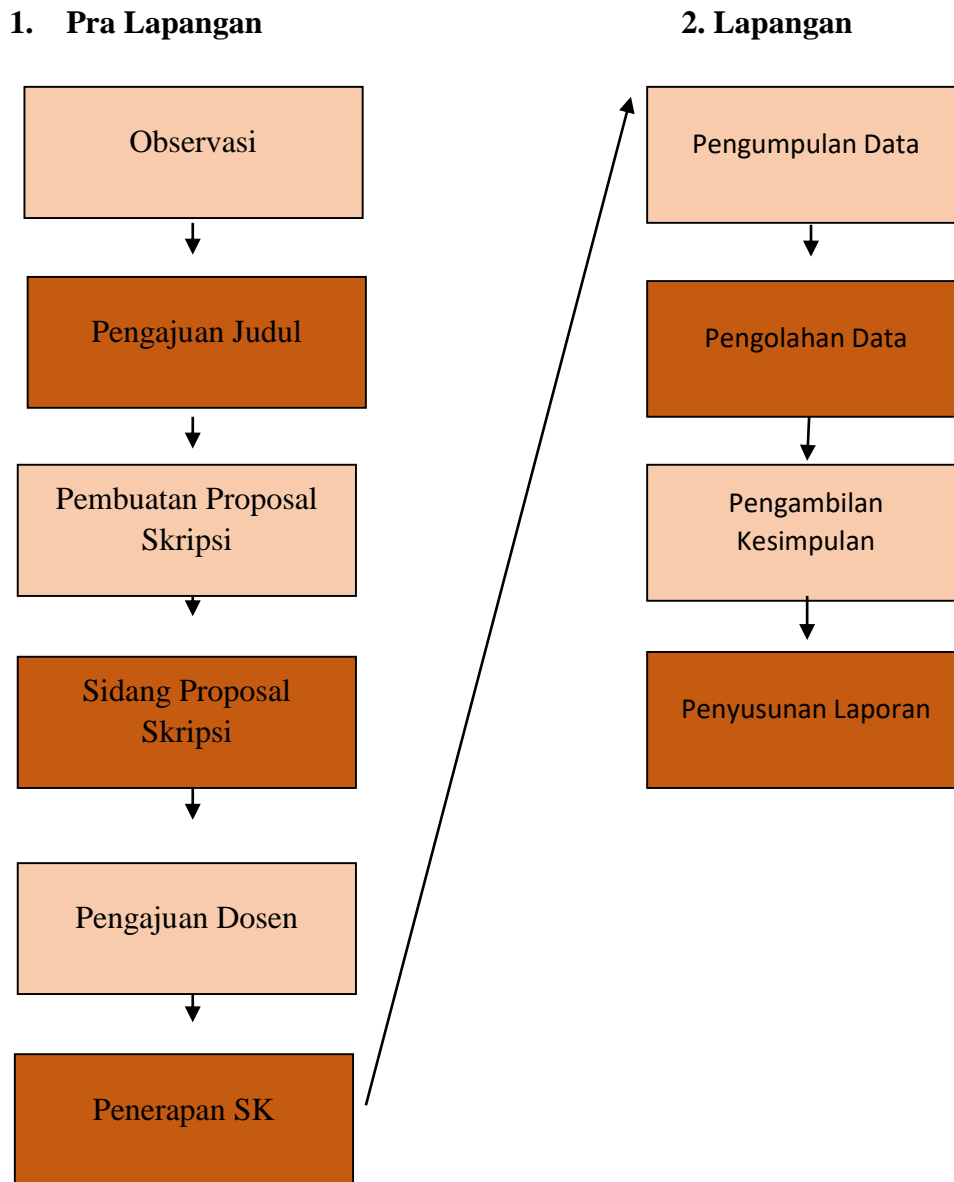 1. Pra Lapangan
Observasi
Pengajuan Judul
Pembuatan Proposal
Skripsi
Sidang Proposal
Skripsi
Pengajuan Dosen
Penerapan SK
2. Lapangan
Pengumpulan Data
Pengolahan Data
Pengambilan
Kesimpulan
Penyusunan Laporan